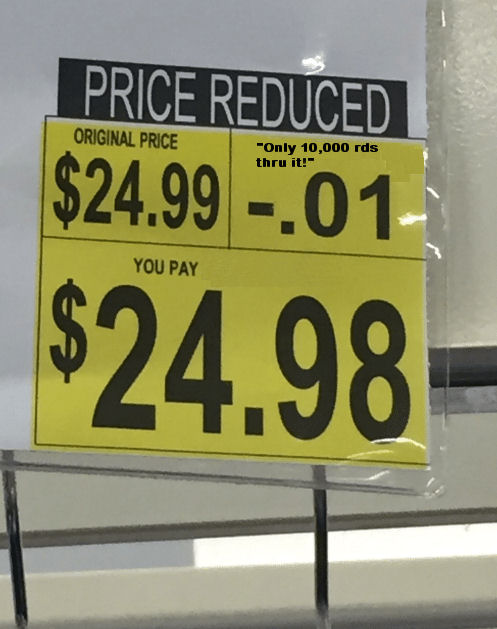 PRICE REDUCED
ORIGINAL PRICE
$24.99
"Only 10,000 rds
thru it!"
-.01
YOU PAY
$24.98